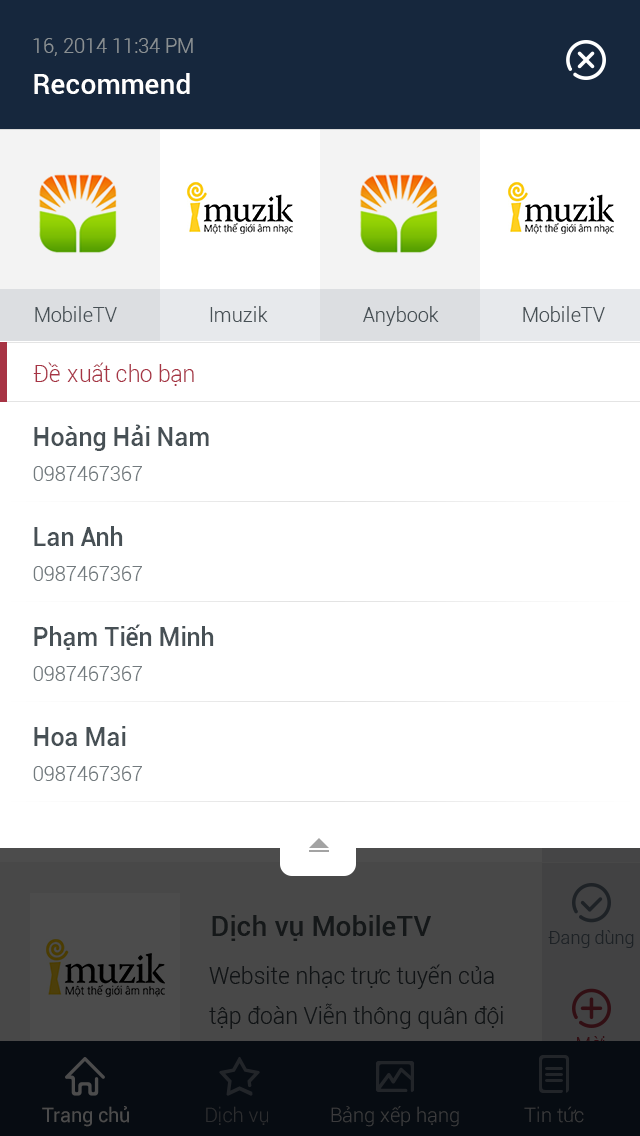 16, 2014 11:34 PM
Recommend
imuzik
Một thế giới âm nhạc
imuzik
Một thế giới âm nhạc
MobileTV
Imuzik
Anybook
MobileTV
Đề xuất cho bạn
Hoàng Hải Nam
0987467367
Lan Anh
0987467367
Phạm Tiến Minh
0987467367
Hoa Mai
0987467367
imuzik
Một thế giới âm nhạc
Dịch vụ MobileTV
Website nhạc trực tuyến của
tập đoàn Viễn thông quân đội
Đang dùng
Trang chủ
Dịch vụ
Bảng xếp hạng
Tin tức